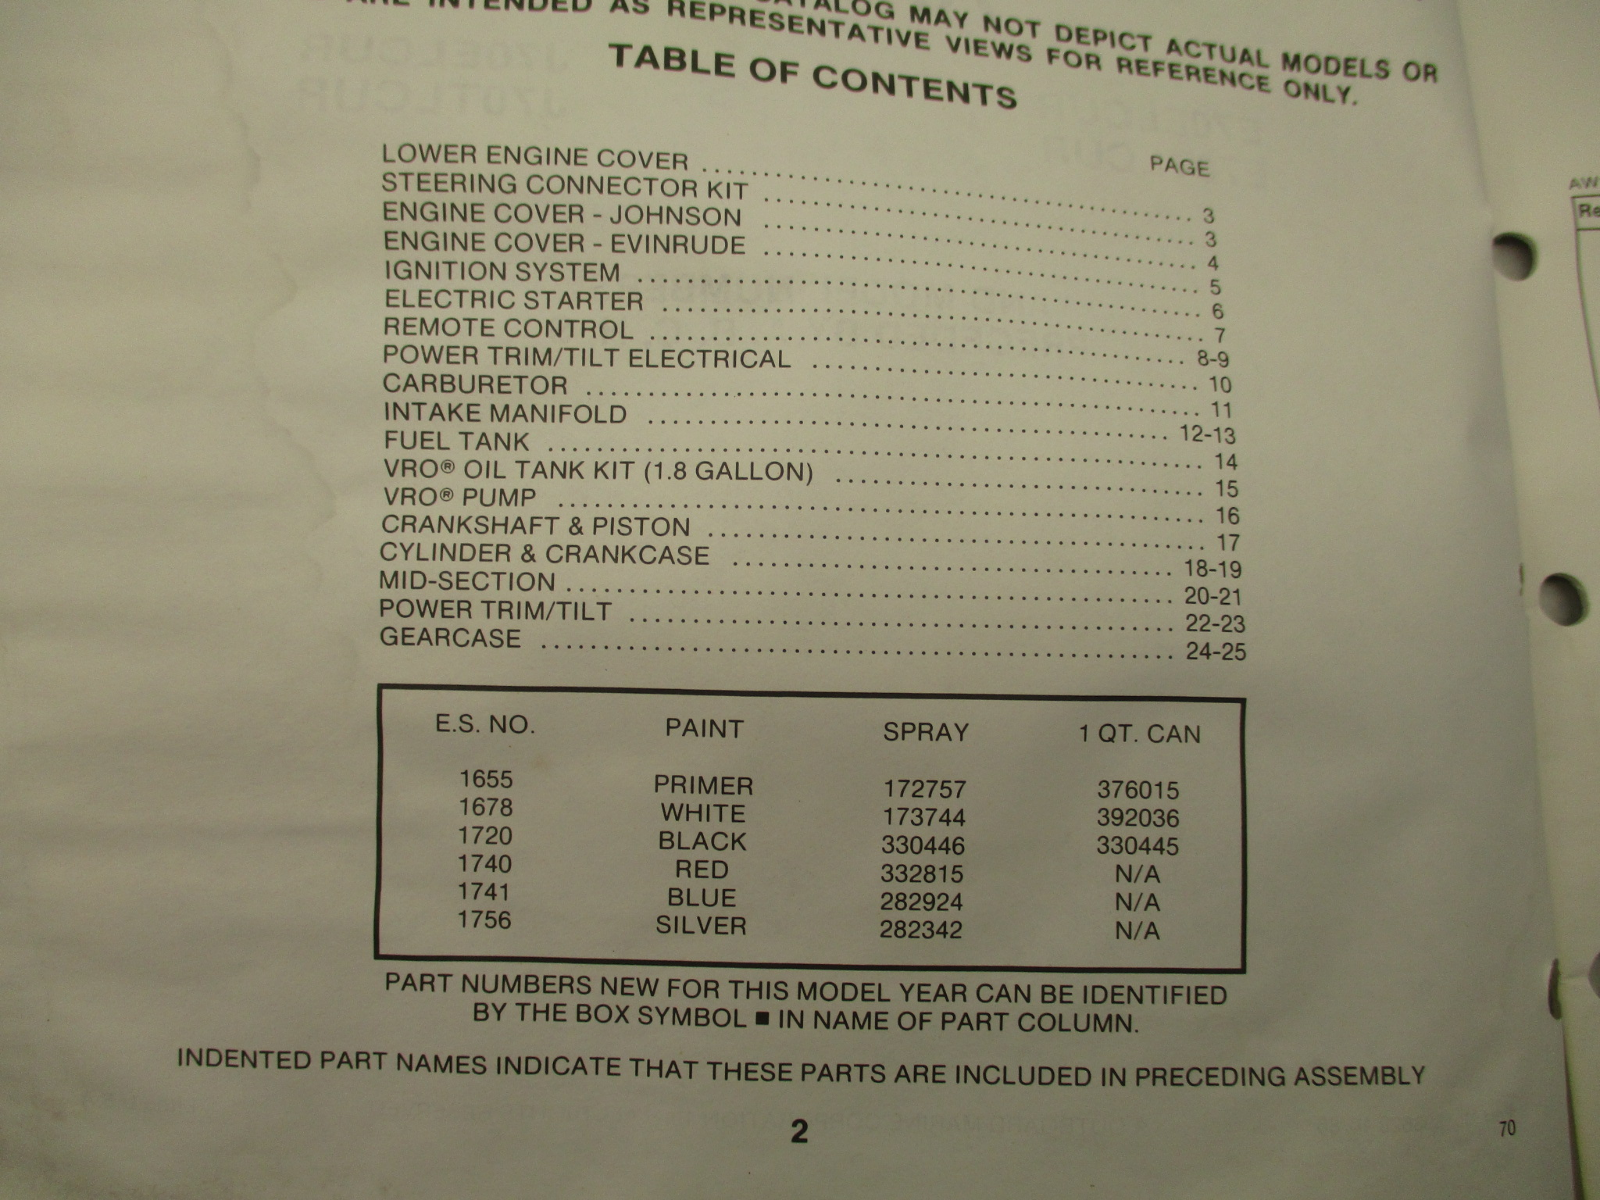 CATALOG MAY NOT DEPICT ACTUAL MODELS OR
ARE INTENDED AS REPRESENTATIVE VIEWS FOR REFERENCE ONLY.
TABLE OF CONTENTS
PAGE
LOWER ENGINE COVER ........ 3
STEERING CONNECTOR KIT ........ 3
ENGINE COVER - JOHNSON ........ 4
ENGINE COVER - EVINRUDE ........ 5
IGNITION SYSTEM ........ 6
ELECTRIC STARTER ........ 7
REMOTE CONTROL ........ 8-9
POWER TRIM/TILT ELECTRICAL ........ 10
CARBURETOR ........ 11
INTAKE MANIFOLD ........ 12-13
FUEL TANK ........ 14
VRO® OIL TANK KIT (1.8 GALLON) ........ 15
VRO® PUMP ........ 16
CRANKSHAFT & PISTON ........ 17
CYLINDER & CRANKCASE ........ 18-19
MID-SECTION ........ 20-21
POWER TRIM/TILT ........ 22-23
GEARCASE ........ 24-25
E.S. NO. PAINT SPRAY 1 QT. CAN
1655 PRIMER 172757 376015
1678 WHITE 173744 392036
1720 BLACK 330446 330445
1740 RED 332815 N/A
1741 BLUE 282924 N/A
1756 SILVER 282342 N/A
PART NUMBERS NEW FOR THIS MODEL YEAR CAN BE IDENTIFIED
BY THE BOX SYMBOL ■ IN NAME OF PART COLUMN.
INDENTED PART NAMES INDICATE THAT THESE PARTS ARE INCLUDED IN PRECEDING ASSEMBLY
2
70
AW
Re